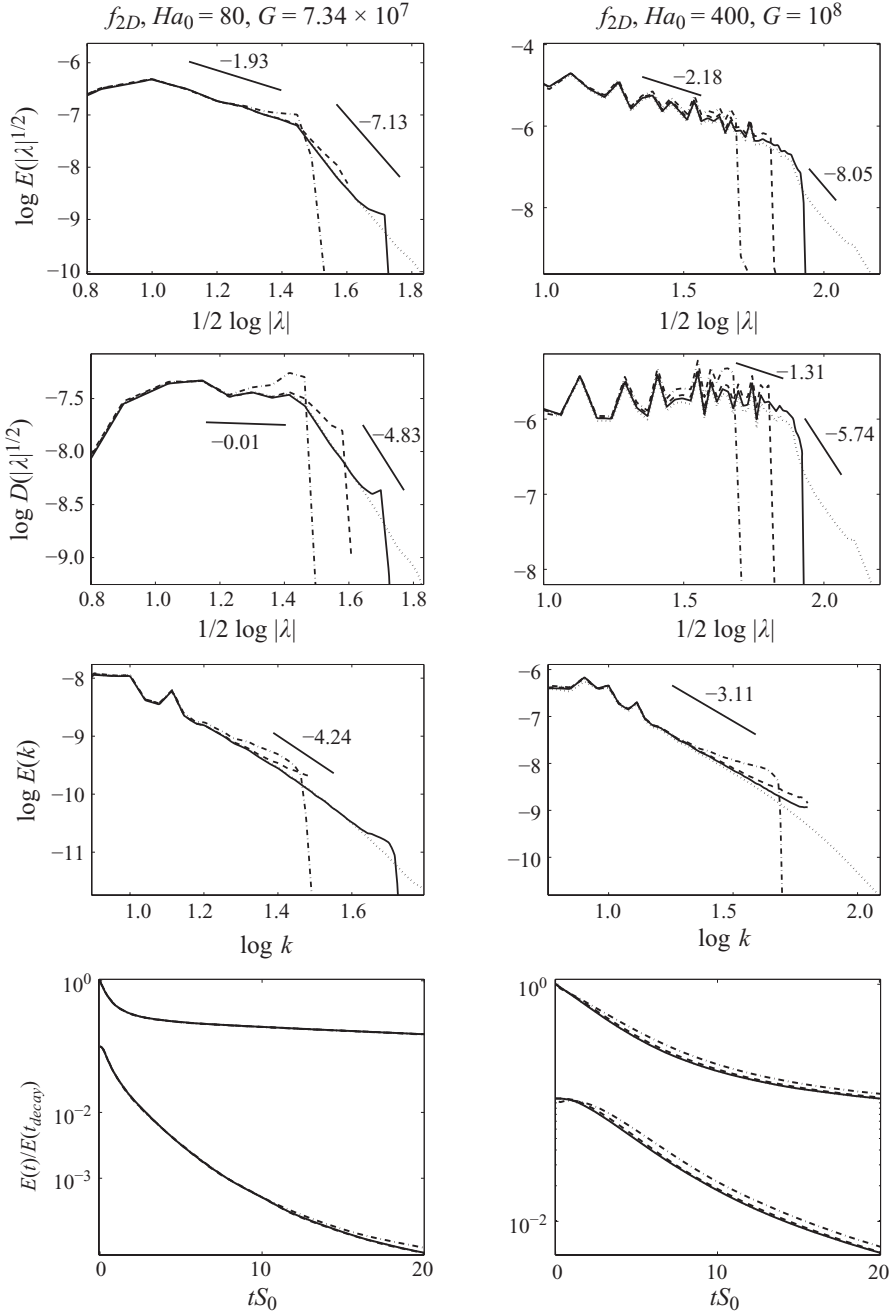 f2D, Ha0 = 80, G = 7.34 × 10^7
f2D, Ha0 = 400, G = 10^8
log E(|λ|^1/2)
−6
−7
−8
−9
−10
−1.93
−7.13
0.8 1.0 1.2 1.4 1.6 1.8
1/2 log |λ|
−4
−6
−8
−2.18
−8.05
1.0 1.5 2.0
1/2 log |λ|
log D(|λ|^1/2)
−7.5
−8.0
−8.5
−9.0
−0.01
−4.83
0.8 1.0 1.2 1.4 1.6 1.8
1/2 log |λ|
−6
−7
−8
−1.31
−5.74
1.0 1.5 2.0
1/2 log |λ|
log E(k)
−8
−9
−10
−11
−4.24
1.0 1.2 1.4 1.6
log k
−6
−7
−8
−9
−10
−3.11
1.0 1.5 2.0
log k
E(t)/E(tdecay)
10^0
10^−2
10^−3
0 10 20
tS0
10^0
10^−2
0 10 20
tS0